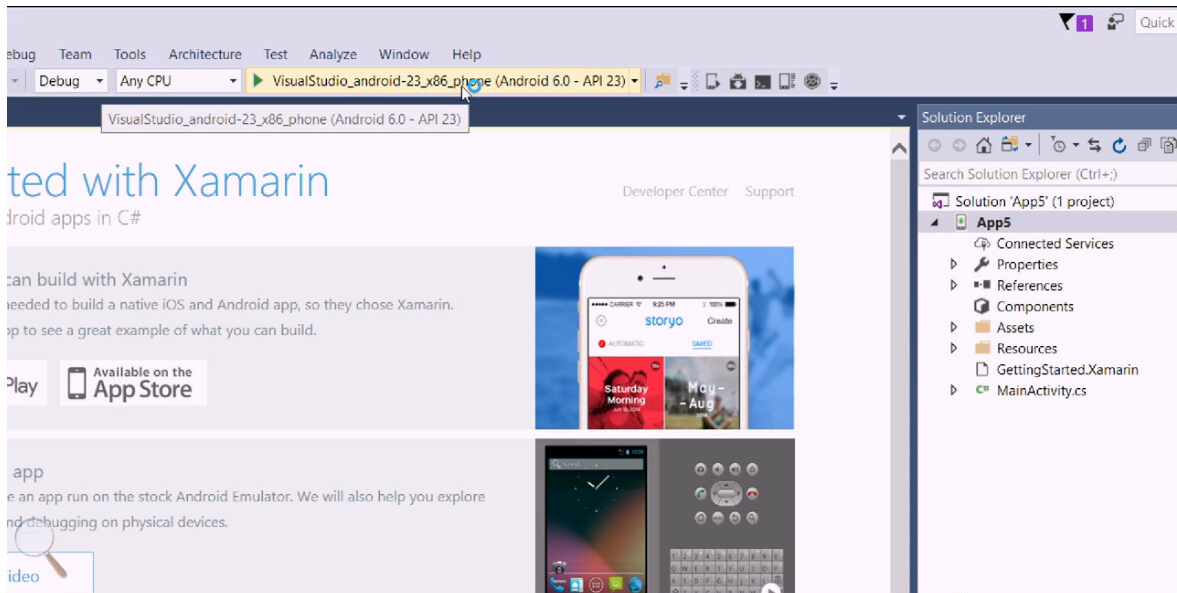 1
Quick
ebug Team Tools Architecture Test Analyze Window Help
Debug Any CPU VisualStudio_android-23_x86_phone (Android 6.0 - API 23)
VisualStudio_android-23_x86_phone (Android 6.0 - API 23)
Solution Explorer
Search Solution Explorer (Ctrl+;)
Solution 'App5' (1 project)
App5
Connected Services
Properties
References
Components
Assets
Resources
GettingStarted.Xamarin
C# MainActivity.cs
ted with Xamarin
Developer Center Support
droid apps in C#
can build with Xamarin
needed to build a native iOS and Android app, so they chose Xamarin.
pp to see a great example of what you can build.
Play
Available on the
App Store
CARRIER 9:25 PM 100%
storyo Create
AUTOMATIC SAVED
Saturday
Morning
May -
- Aug
app
e an app run on the stock Android Emulator. We will also help you explore
nd debugging on physical devices.
ideo